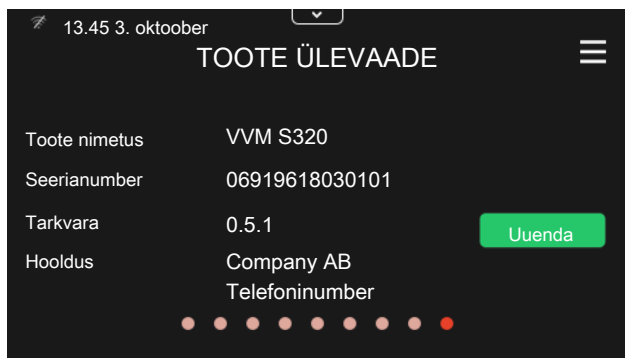 13.45 3. oktoober
TOOTE ÜLEVAADE
Toote nimetus VVM S320
Seerianumber 06919618030101
Tarkvara 0.5.1 Uuenda
Hooldus Company AB
Telefoninumber